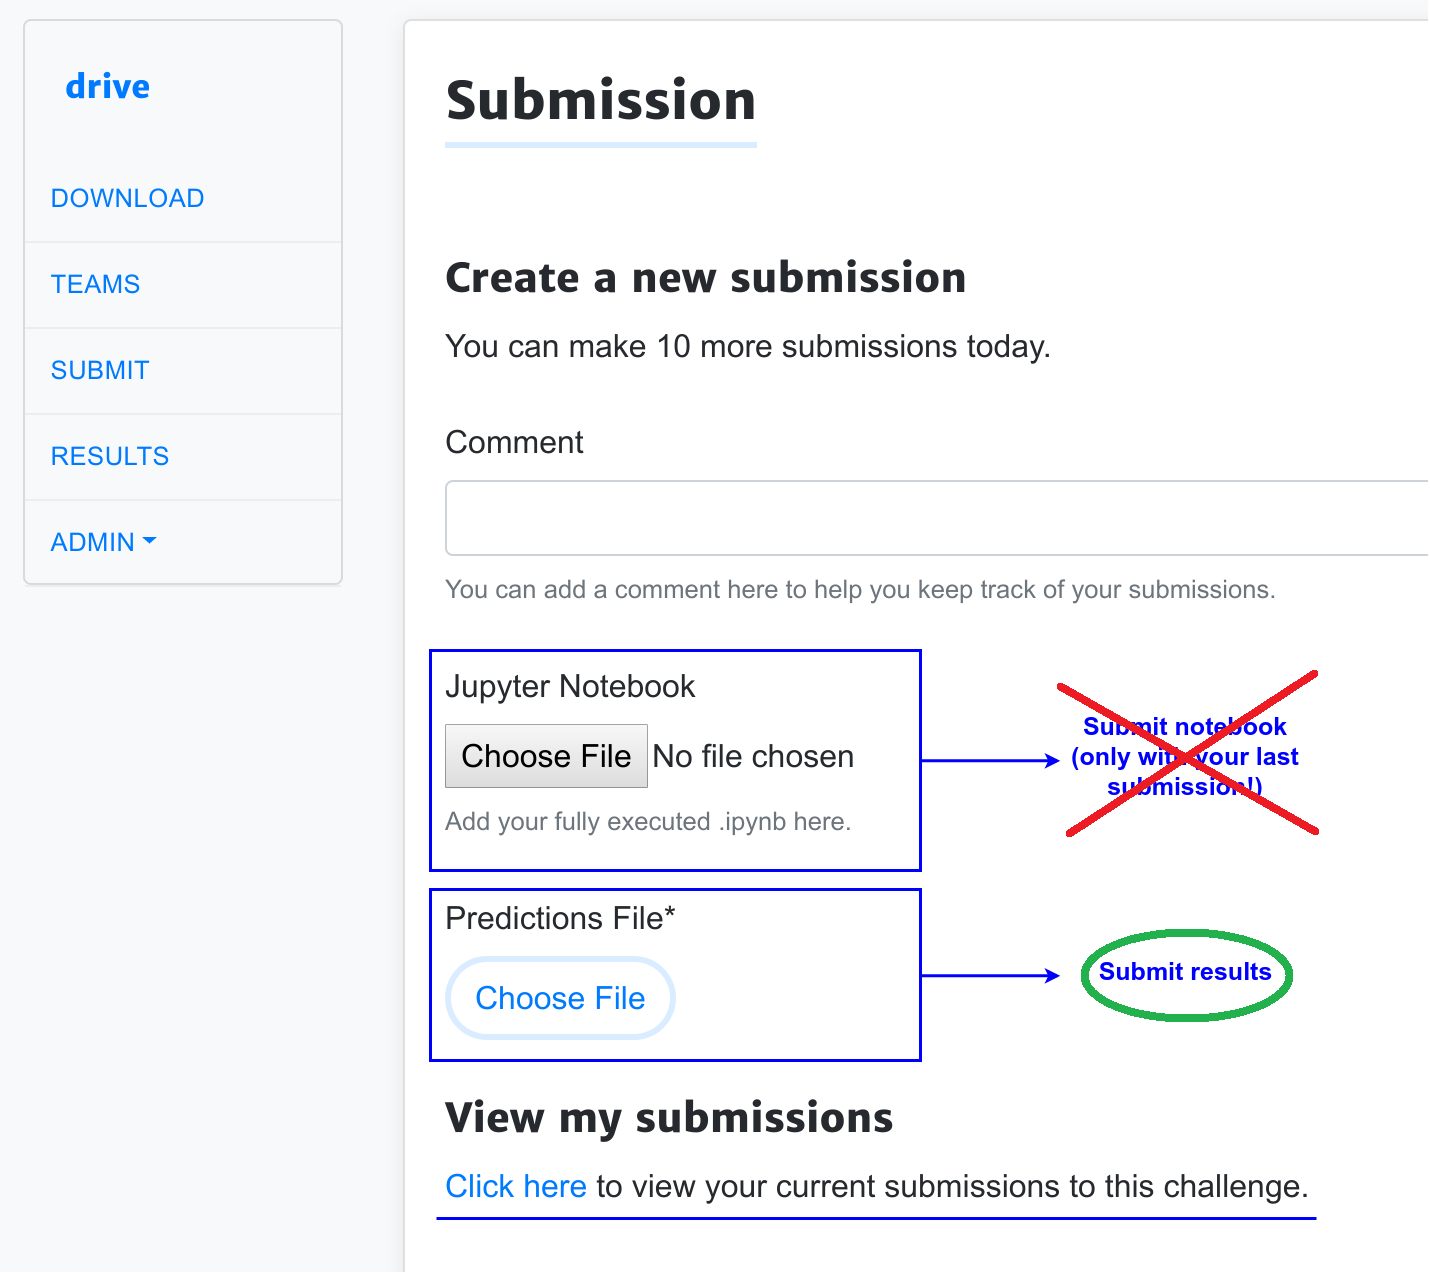 drive
DOWNLOAD
TEAMS
SUBMIT
RESULTS
ADMIN
Submission
Create a new submission
You can make 10 more submissions today.
Comment
You can add a comment here to help you keep track of your submissions.
Jupyter Notebook
Choose File No file chosen
Add your fully executed .ipynb here.
Submit notebook
(only with your last
submission!)
Predictions File*
Choose File
Submit results
View my submissions
Click here to view your current submissions to this challenge.